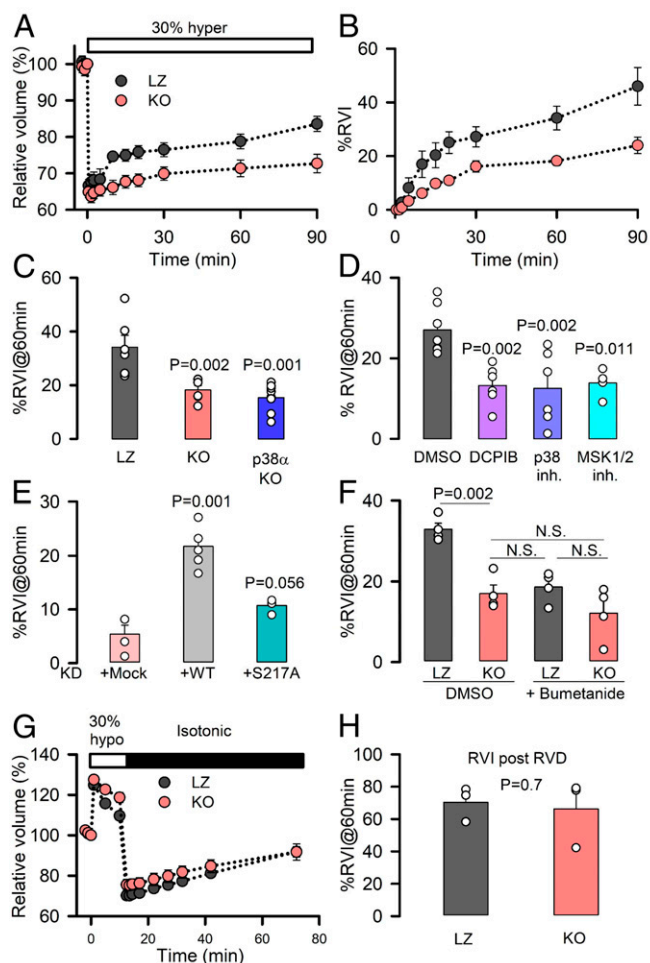 A
30% hyper
Relative volume (%)
100
90
80
70
60
LZ
KO
0 30 60 90
Time (min)
B
%RVI
60
40
20
0
0 30 60 90
Time (min)
C
%RVI@60min
60
40
20
0
P=0.002
P=0.001
LZ
KO
p38α
KO
D
% RVI@60min
40
20
0
P=0.002
P=0.002
P=0.011
DMSO DCPIB p38 MSK1/2
inh. inh.
E
%RVI@60min
30
20
10
0
P=0.001
P=0.056
KD +Mock +WT +S217A
F
%RVI@60min
40
20
0
P=0.002
N.S.
N.S. N.S.
LZ KO LZ KO
DMSO + Bumetanide
G
30%
hypo
Isotonic
Relative volume (%)
140
120
100
80
60
LZ
KO
0 20 40 60 80
Time (min)
H
%RVI@60min
100
80
60
40
20
0
RVI post RVD
P=0.7
LZ KO